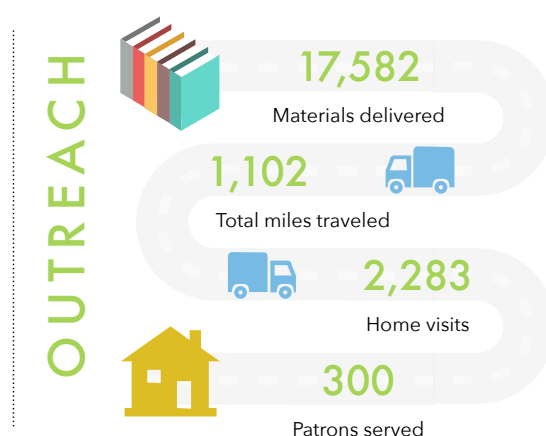 OUTREACH
17,582
Materials delivered
1,102
Total miles traveled
2,283
Home visits
300
Patrons served